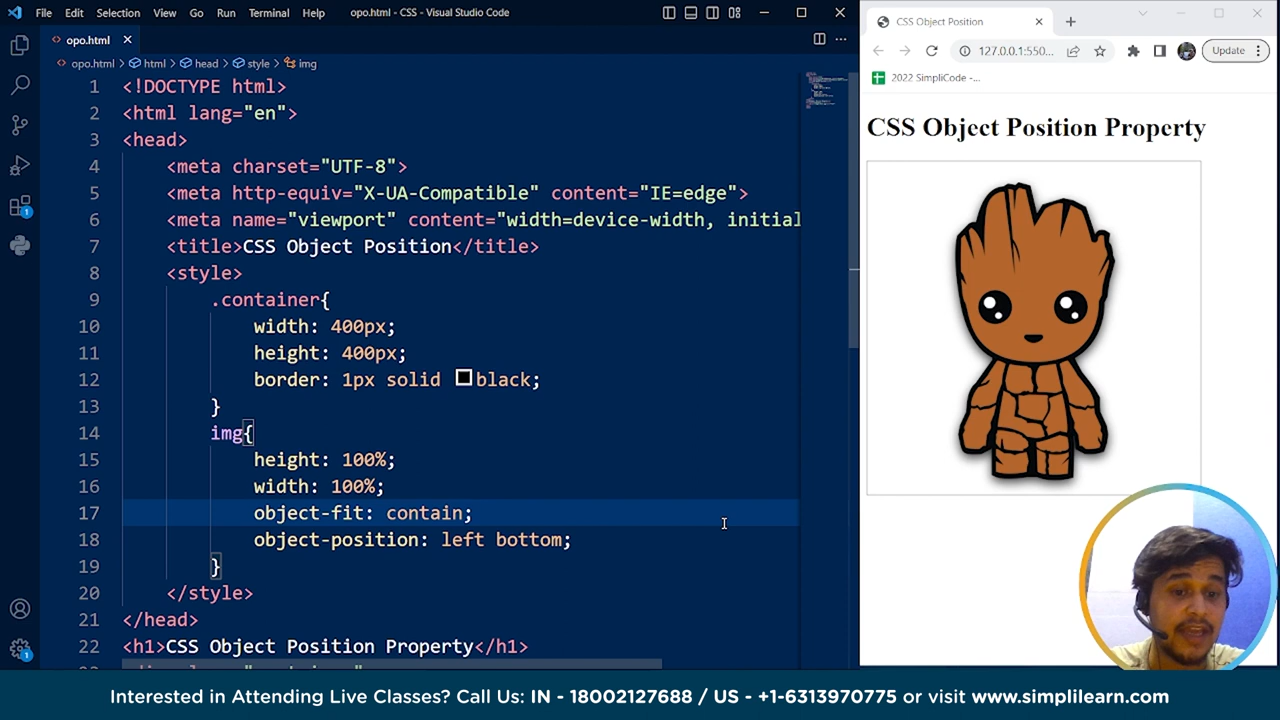 File Edit Selection View Go Run Terminal Help opo.html - CSS - Visual Studio Code
opo.html
opo.html > html > head > style > img
1 <!DOCTYPE html>
2 <html lang="en">
3 <head>
4 <meta charset="UTF-8">
5 <meta http-equiv="X-UA-Compatible" content="IE=edge">
6 <meta name="viewport" content="width=device-width, initial
7 <title>CSS Object Position</title>
8 <style>
9 .container{
10 width: 400px;
11 height: 400px;
12 border: 1px solid black;
13 }
14 img{
15 height: 100%;
16 width: 100%;
17 object-fit: contain;
18 object-position: left bottom;
19 }
20 </style>
21 </head>
22 <h1>CSS Object Position Property</h1>
1
1
CSS Object Position
127.0.0.1:550... Update
2022 SimpliCode -...
CSS Object Position Property
Interested in Attending Live Classes? Call Us: IN - 18002127688 / US - +1-6313970775 or visit www.simplilearn.com